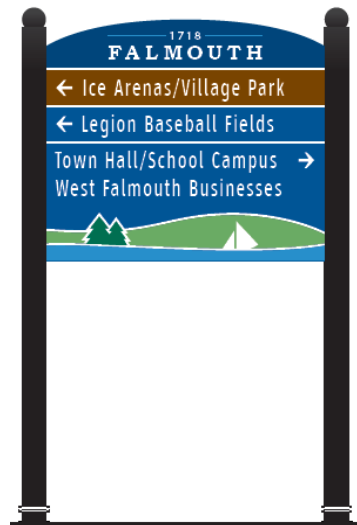 1718
FALMOUTH
← Ice Arenas/Village Park
← Legion Baseball Fields
Town Hall/School Campus →
West Falmouth Businesses